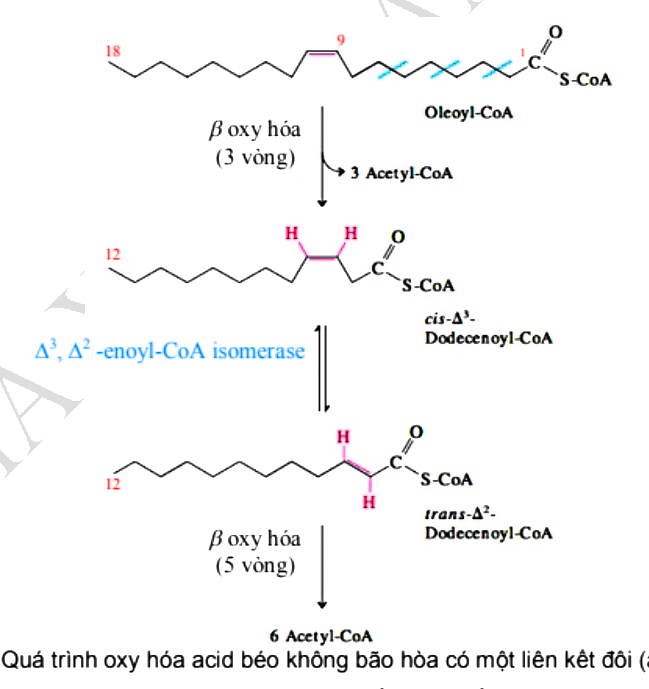 18
9
1
O
C
S-CoA
Oleoyl-CoA
β oxy hóa
(3 vòng)
3 Acetyl-CoA
H H O
12
C
S-CoA
cis-Δ³-
Dodecenoyl-CoA
Δ³, Δ² -enoyl-CoA isomerase
H O
C
12
S-CoA
H
trans-Δ²-
Dodecenoyl-CoA
β oxy hóa
(5 vòng)
6 Acetyl-CoA
Quá trình oxy hóa acid béo không bão hòa có một liên kêt đôi (